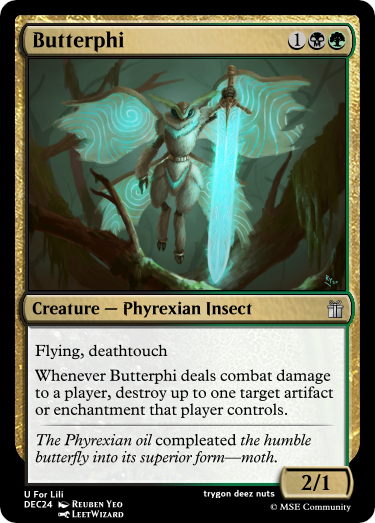 Butterphi 1
Creature — Phyrexian Insect
Flying, deathtouch
Whenever Butterphi deals combat damage
to a player, destroy up to one target artifact
or enchantment that player controls.
The Phyrexian oil compleated the humble
butterfly into its superior form—moth.
2/1
U For Lili
trygon deez nuts
DEC24 Reuben Yeo
© MSE Community
LeetWizard